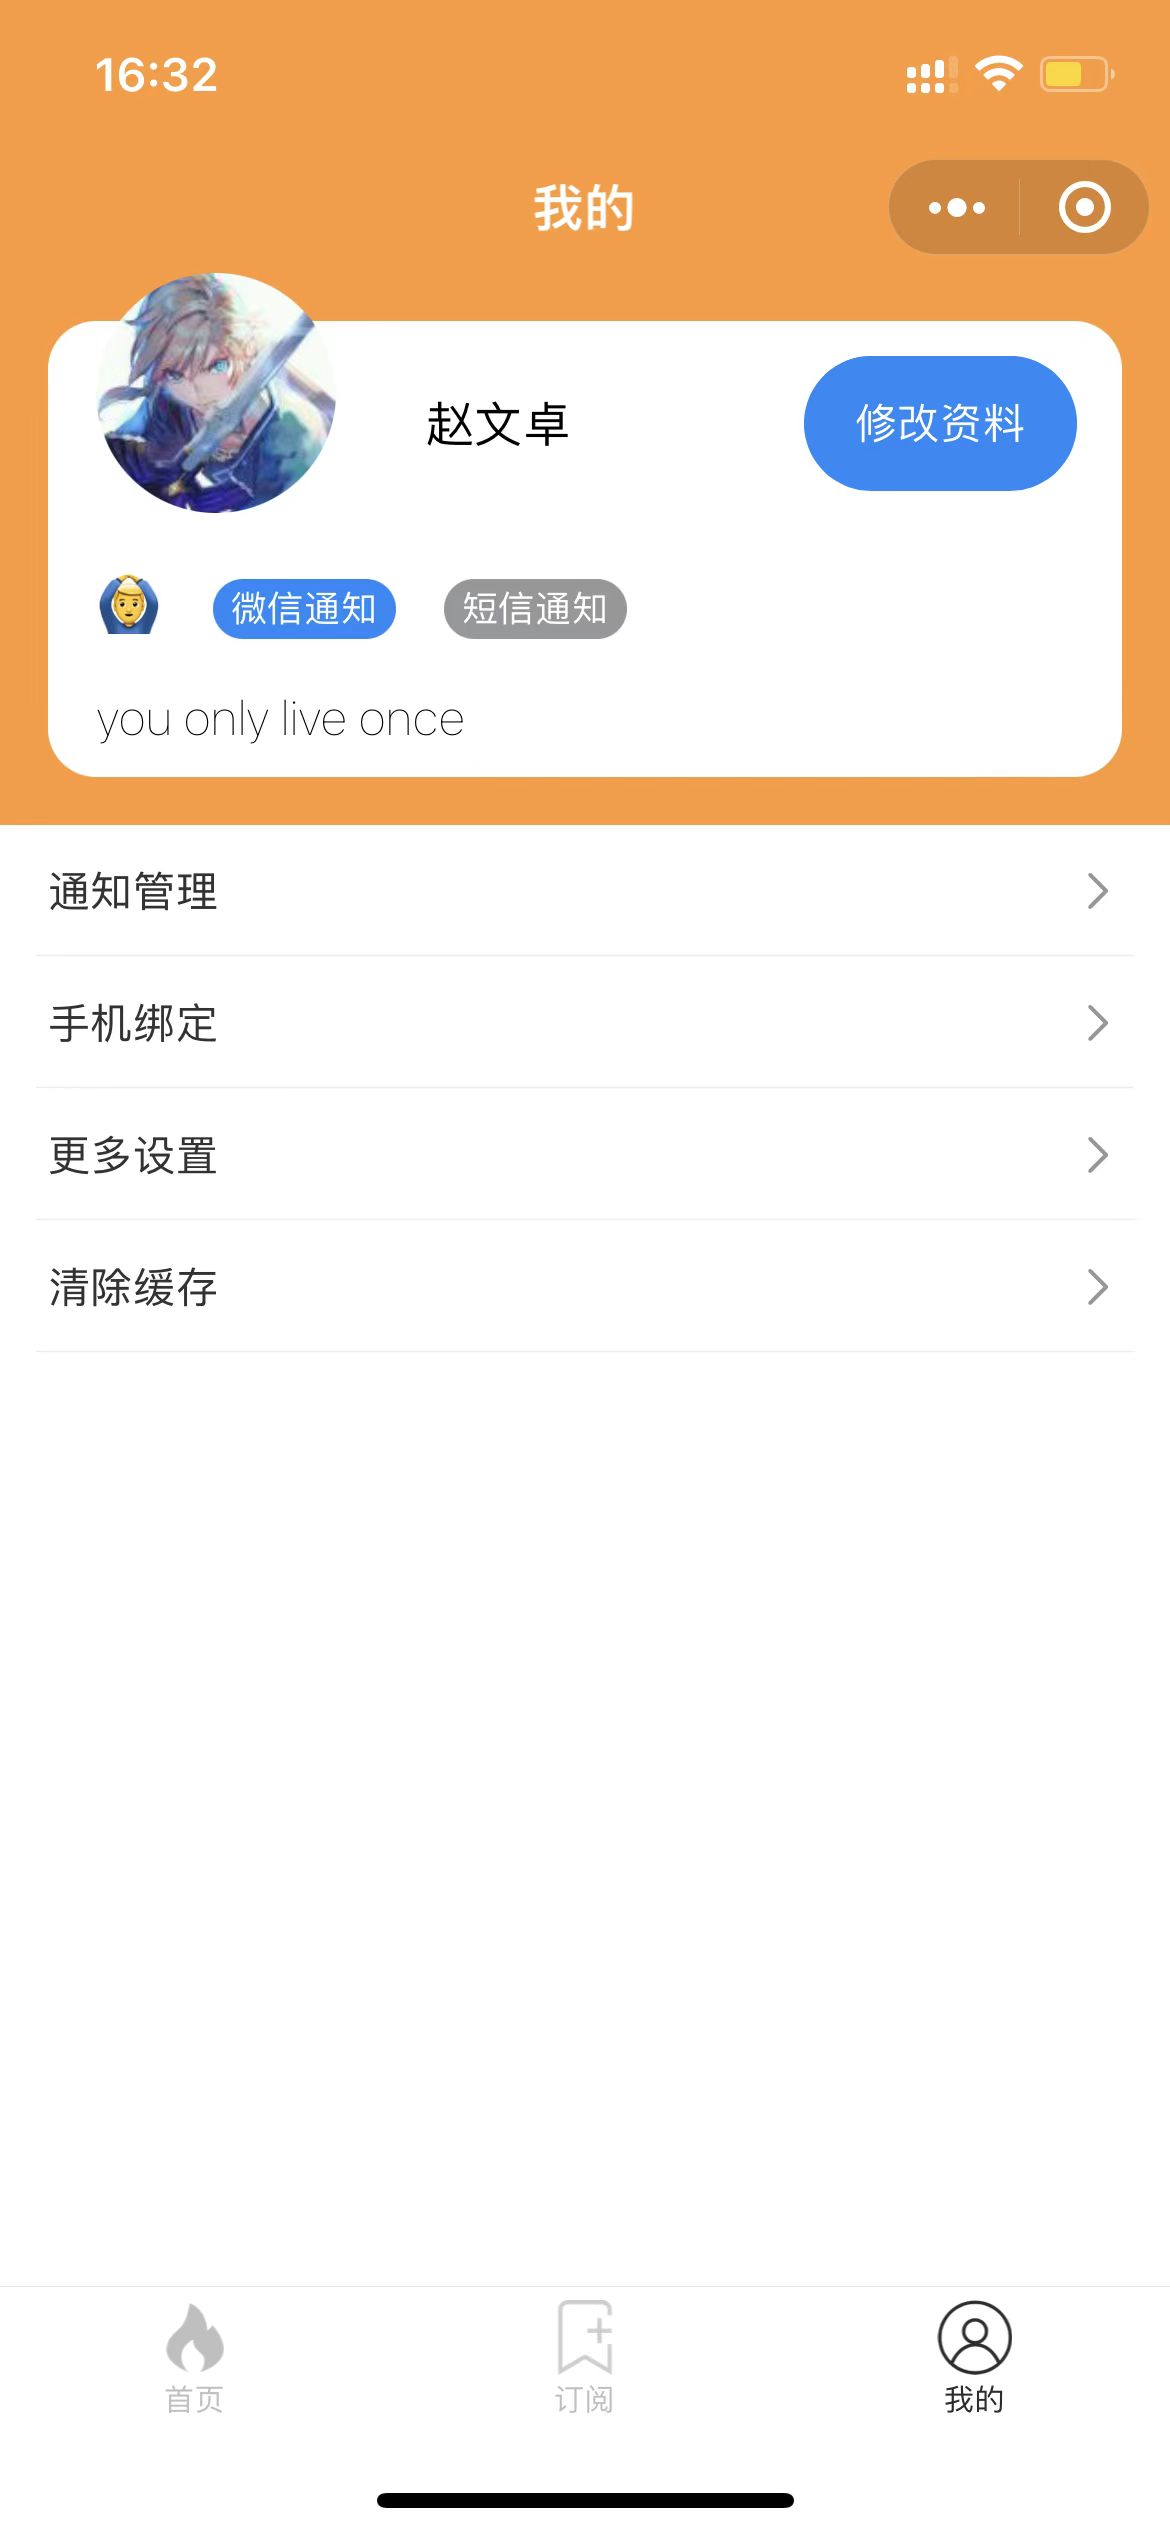 16:32
我的
赵文卓
修改资料
微信通知
短信通知
you only live once
通知管理
手机绑定
更多设置
清除缓存
首页
订阅
我的